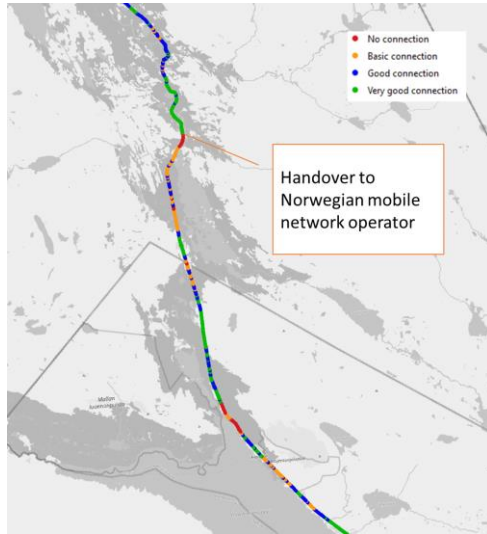 No connection
Basic connection
Good connection
Very good connection
Handover to
Norwegian mobile
network operator